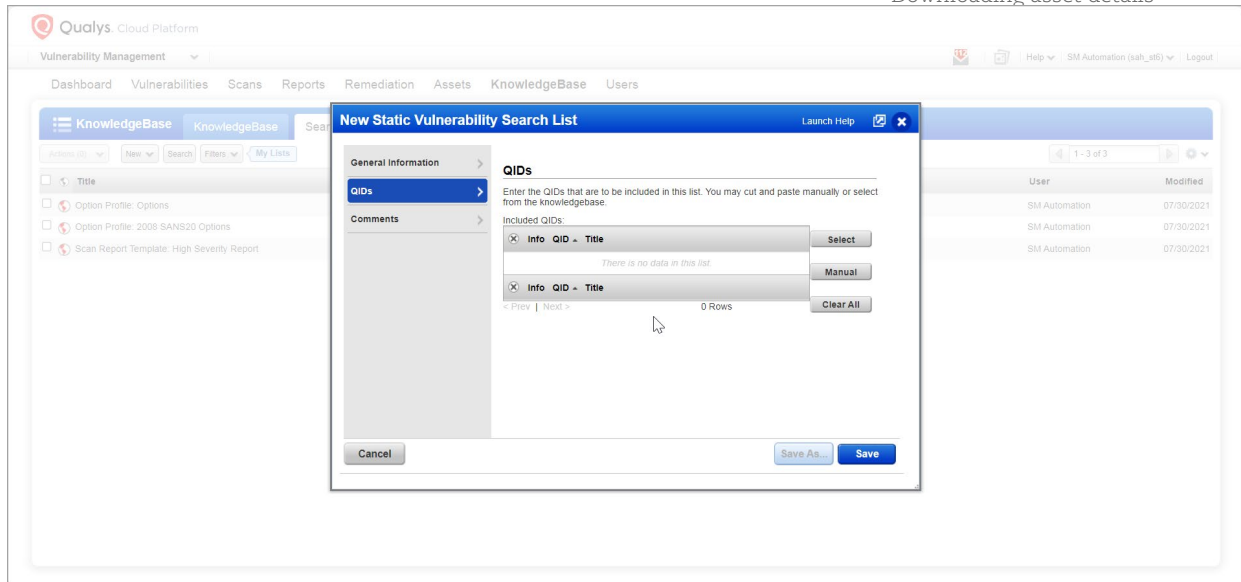 Downloading asset details
Qualys. Cloud Platform
Vulnerability Management
Help SM Automation (sah_st6) Logout
Dashboard Vulnerabilities Scans Reports Remediation Assets KnowledgeBase Users
KnowledgeBase KnowledgeBase Sear
New Static Vulnerability Search List Launch Help
Actions (0) New Search Filters My Lists 1 - 3 of 3
Title User Modified
Option Profile: Options SM Automation 07/30/2021
Option Profile: 2008 SANS20 Options SM Automation 07/30/2021
Scan Report Template: High Severity Report SM Automation 07/30/2021
General Information
QIDs
Comments
QIDs
Enter the QIDs that are to be included in this list. You may cut and paste manually or select
from the knowledgebase.
Included QIDs:
Info QID Title
Select
There is no data in this list.
Manual
Info QID Title
< Prev | Next > 0 Rows
Clear All
Cancel Save As... Save